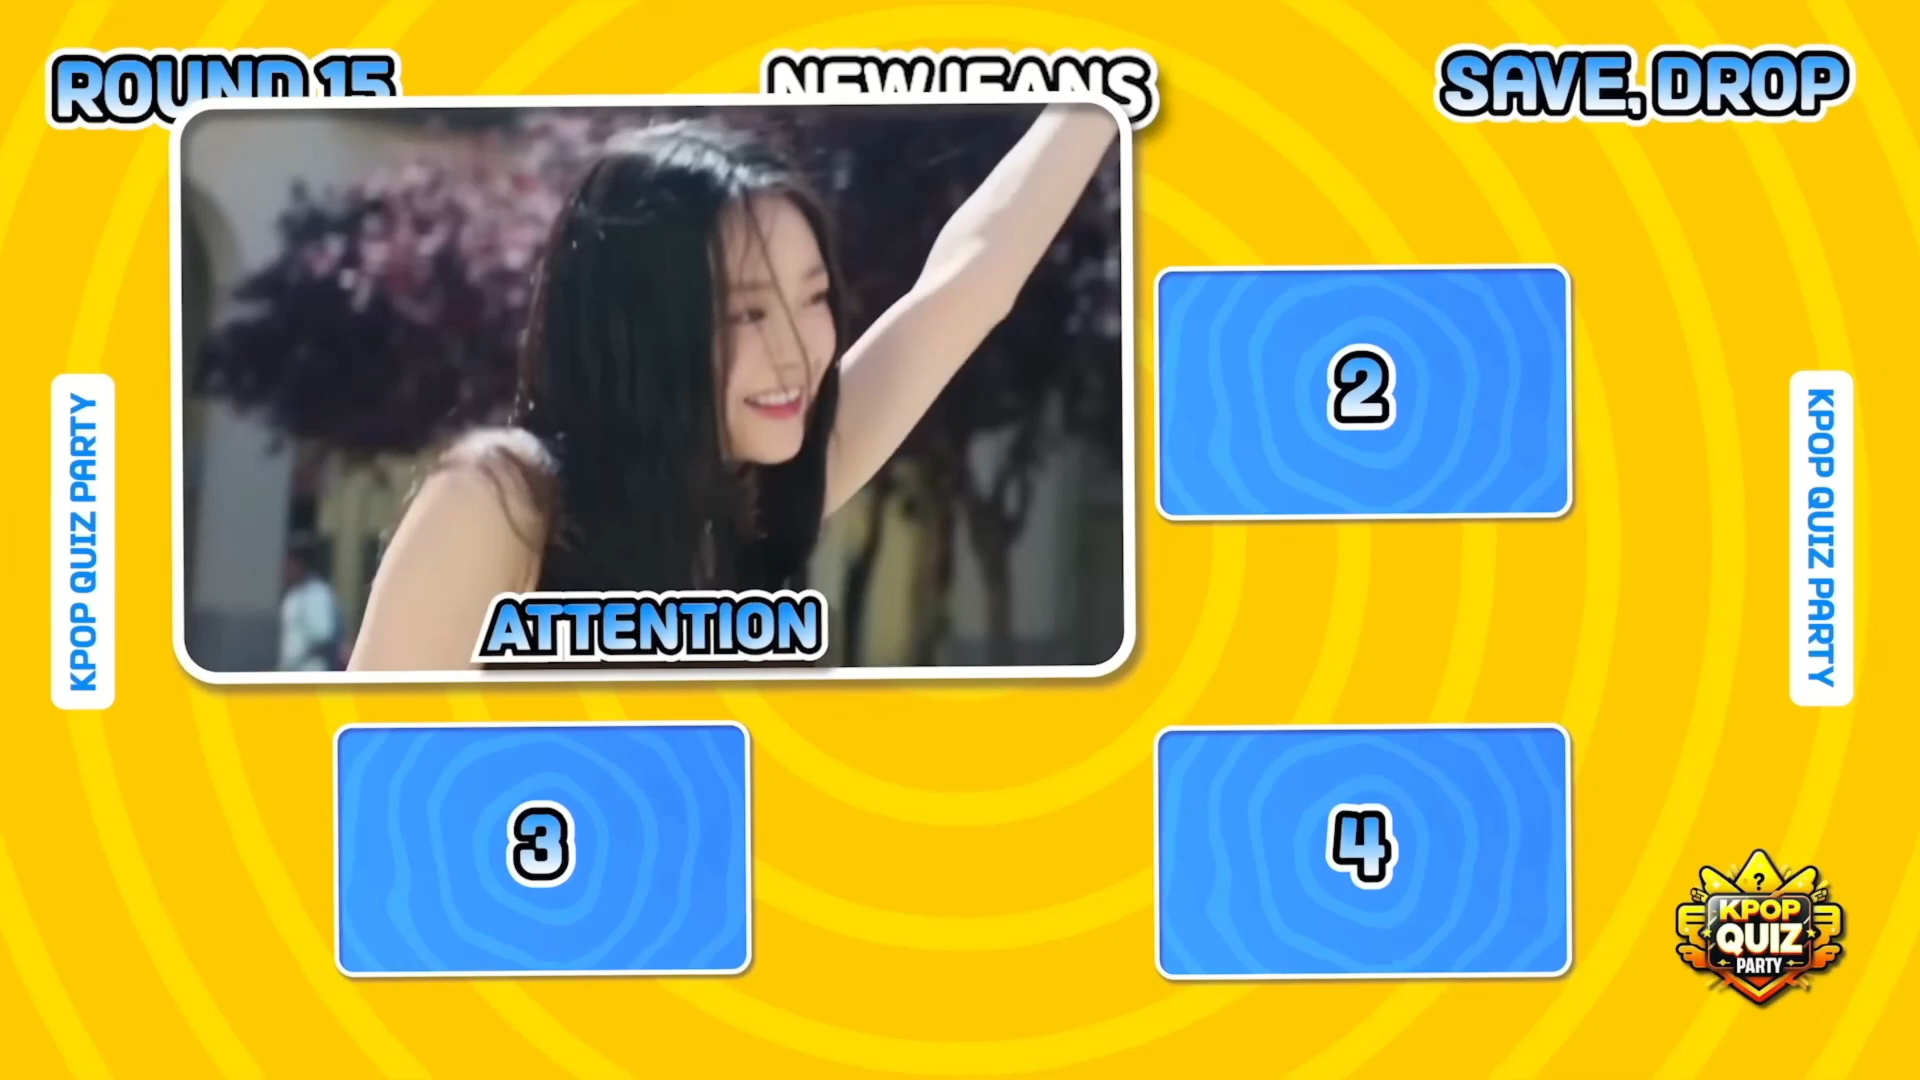 ROUND 15
NEWJEANS
SAVE, DROP
KPOP QUIZ PARTY
ATTENTION
2
KPOP QUIZ PARTY
3
4
?
KPOP
QUIZ
PARTY